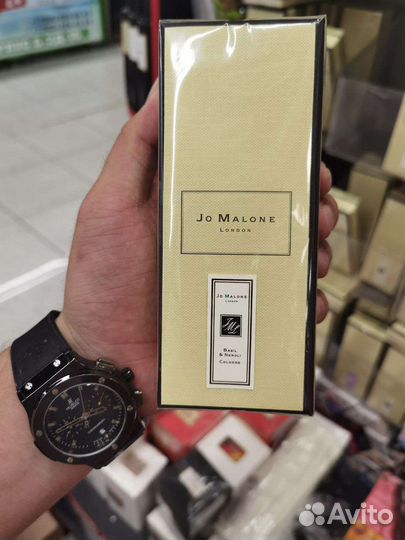 JO MALONE
LONDON
JO MALONE
LONDON
BASIL
& NEROLI
COLOGNE
Avito